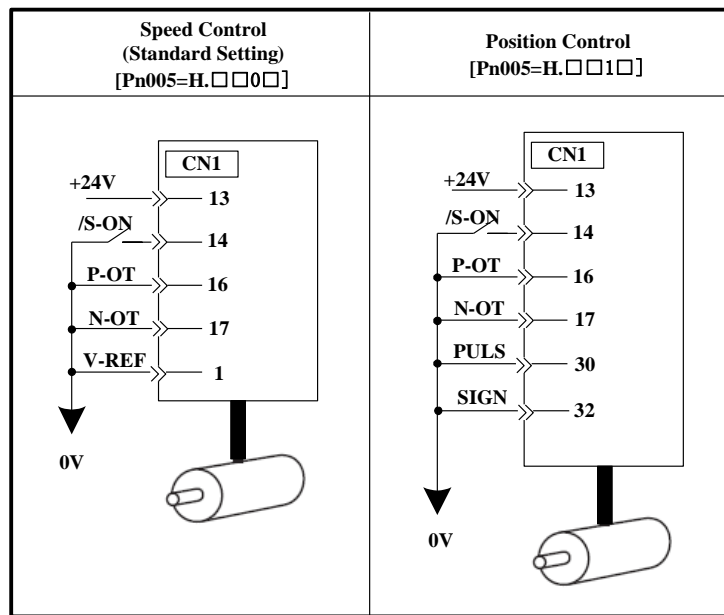 Speed Control
(Standard Setting)
[Pn005=H.□□0□]
CN1
+24V
13
/S-ON
14
P-OT
16
N-OT
17
V-REF
1
0V
Position Control
[Pn005=H.□□1□]
CN1
+24V
13
/S-ON
14
P-OT
16
N-OT
17
PULS
30
SIGN
32
0V